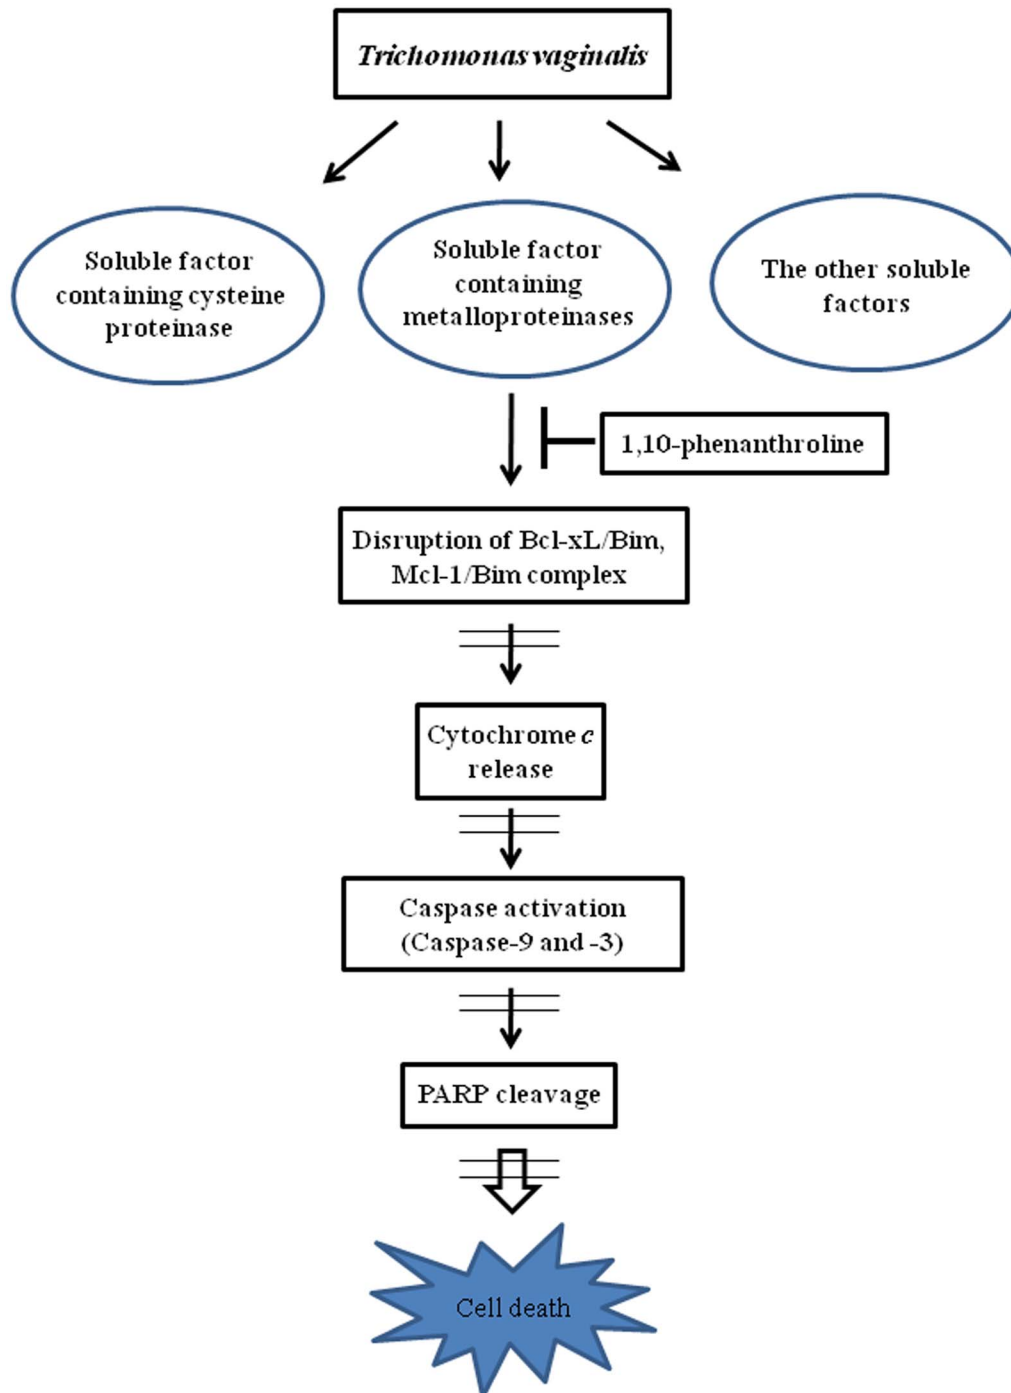 Trichomonas vaginalis
Soluble factor
containing cysteine
proteinase
Soluble factor
containing
metalloproteinases
The other soluble
factors
1,10-phenanthroline
Disruption of Bcl-xL/Bim,
Mcl-1/Bim complex
Cytochrome c
release
Caspase activation
(Caspase-9 and -3)
PARP cleavage
Cell death